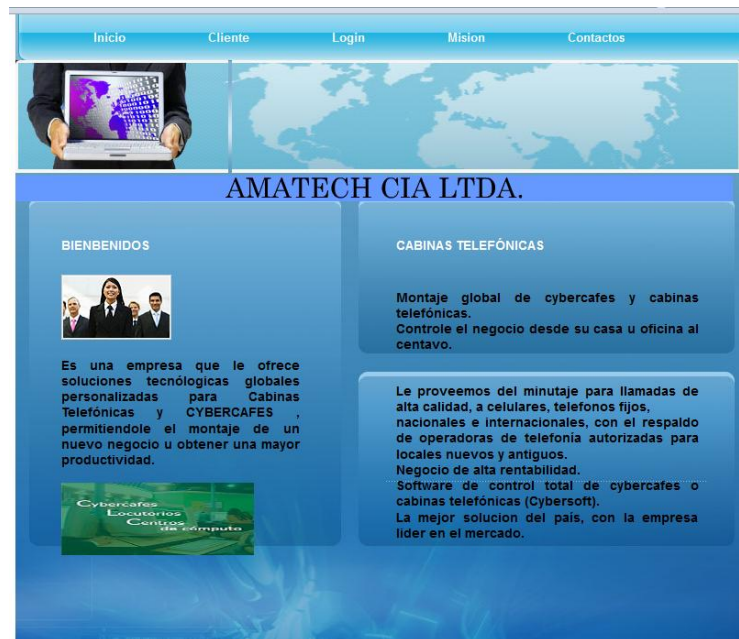 Inicio Cliente Login Mision Contactos
AMATECH CIA LTDA.
BIENBENIDOS
Es una empresa que le ofrece
soluciones tecnólogicas globales
personalizadas para Cabinas
Telefónicas y CYBERCAFES ,
permitiendole el montaje de un
nuevo negocio u obtener una mayor
productividad.
Cybercafes
Locutorios
Centros
de cómputo
CABINAS TELEFÓNICAS
Montaje global de cybercafes y cabinas
telefónicas.
Controle el negocio desde su casa u oficina al
centavo.
Le proveemos del minutaje para llamadas de
alta calidad, a celulares, telefonos fijos,
nacionales e internacionales, con el respaldo
de operadoras de telefonía autorizadas para
locales nuevos y antiguos.
Negocio de alta rentabilidad.
Software de control total de cybercafes o
cabinas telefónicas (Cybersoft).
La mejor solucion del país, con la empresa
lider en el mercado.